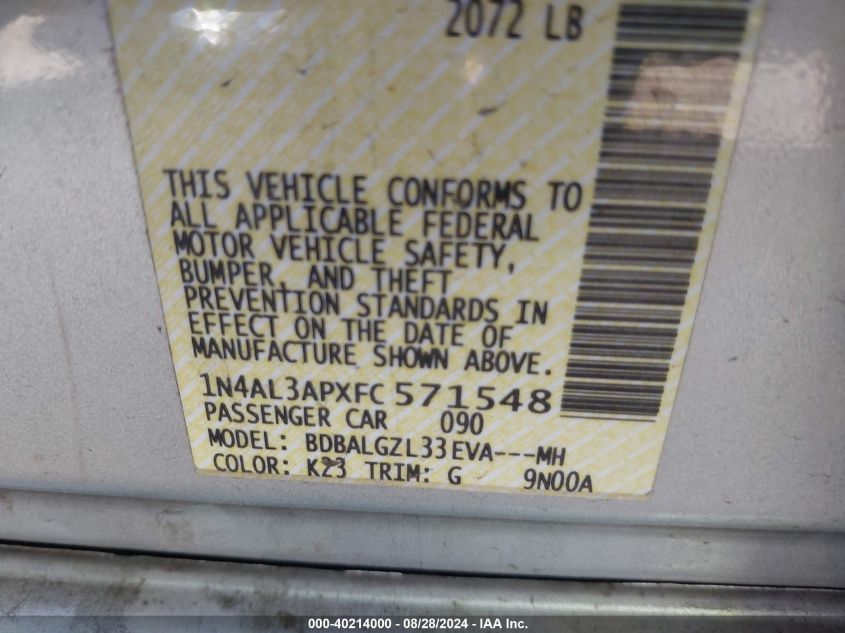 2072 LB
THIS VEHICLE CONFORMS TO
ALL APPLICABLE FEDERAL
MOTOR VEHICLE SAFETY,
BUMPER, AND THEFT
PREVENTION STANDARDS IN
EFFECT ON THE DATE OF
MANUFACTURE SHOWN ABOVE.
1N4AL3APXFC571548
PASSENGER CAR 090
MODEL: BDBALGZL33EVA---MH
COLOR: K23 TRIM: G 9N00A
000-40214000 - 08/28/2024 - IAA Inc.